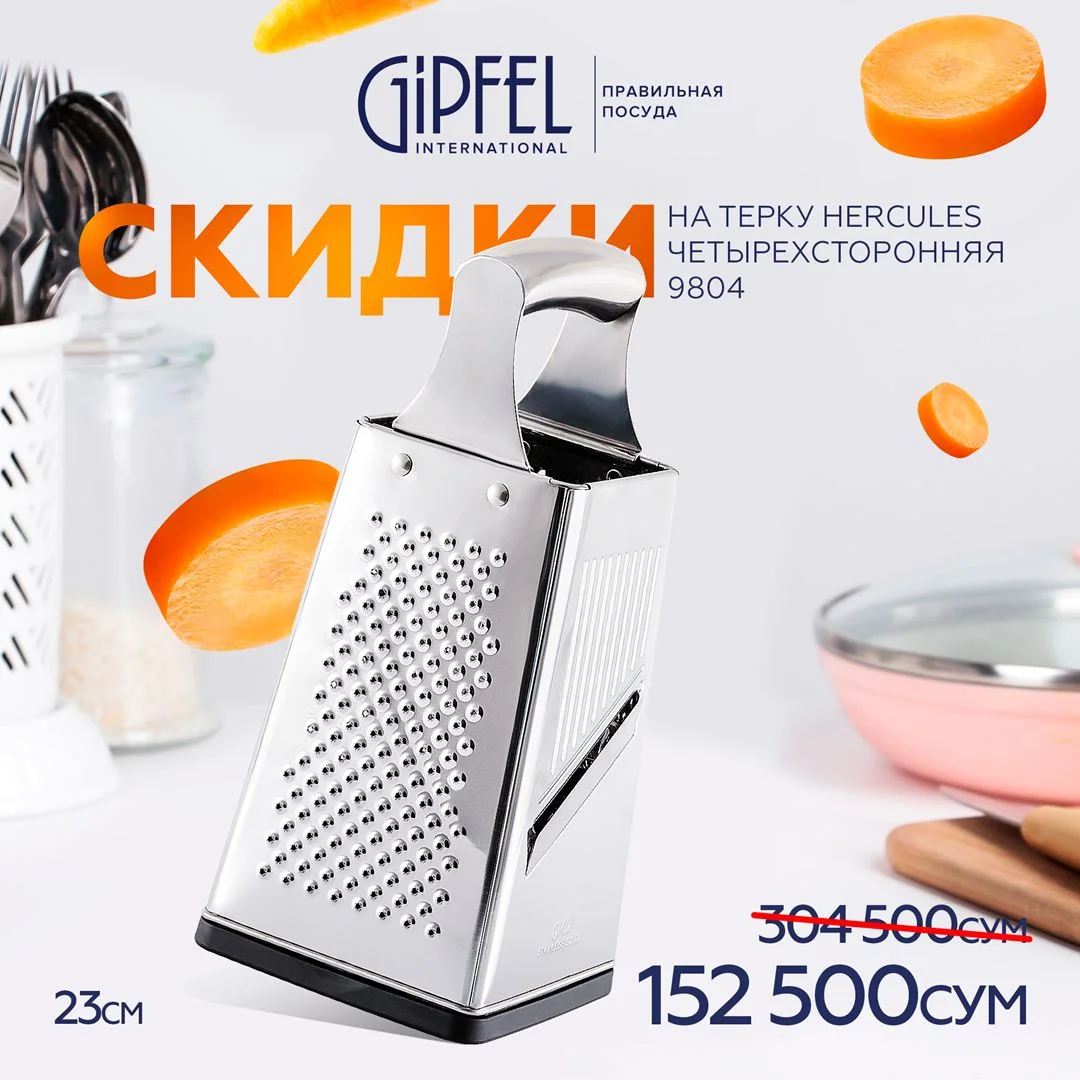 GIPFEL
INTERNATIONAL
ПРАВИЛЬНАЯ
ПОСУДА
СКИДКИ
НА ТЕРКУ HERCULES
ЧЕТЫРЕХСТОРОННЯЯ
9804
304 500СУМ
152 500СУМ
23СМ